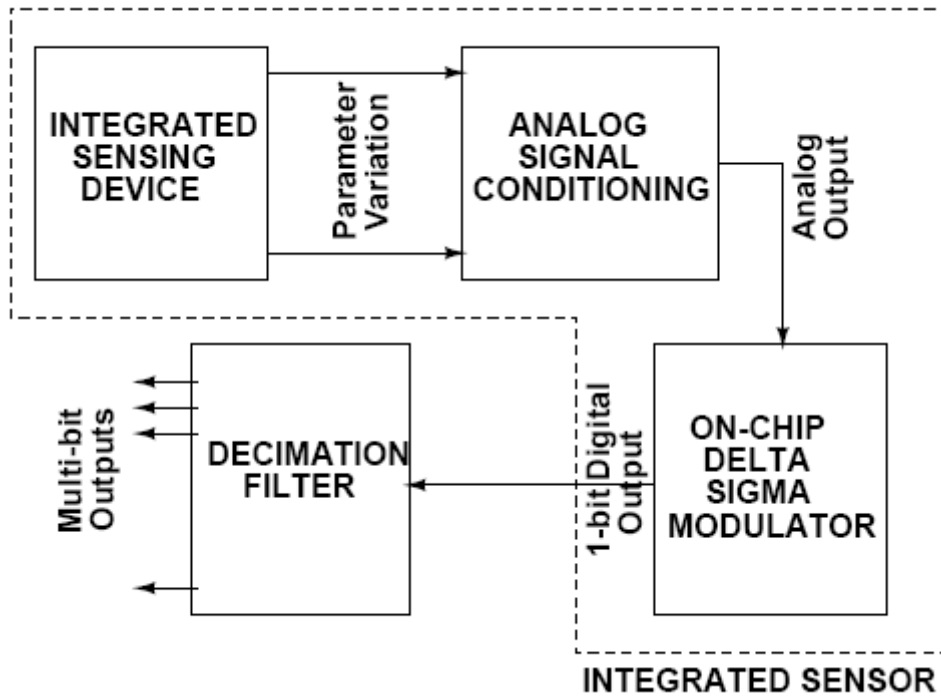 INTEGRATED
SENSING
DEVICE
Parameter
Variation
ANALOG
SIGNAL
CONDITIONING
Analog
Output
ON-CHIP
DELTA
SIGMA
MODULATOR
1-bit Digital
Output
DECIMATION
FILTER
Multi-bit
Outputs
INTEGRATED SENSOR